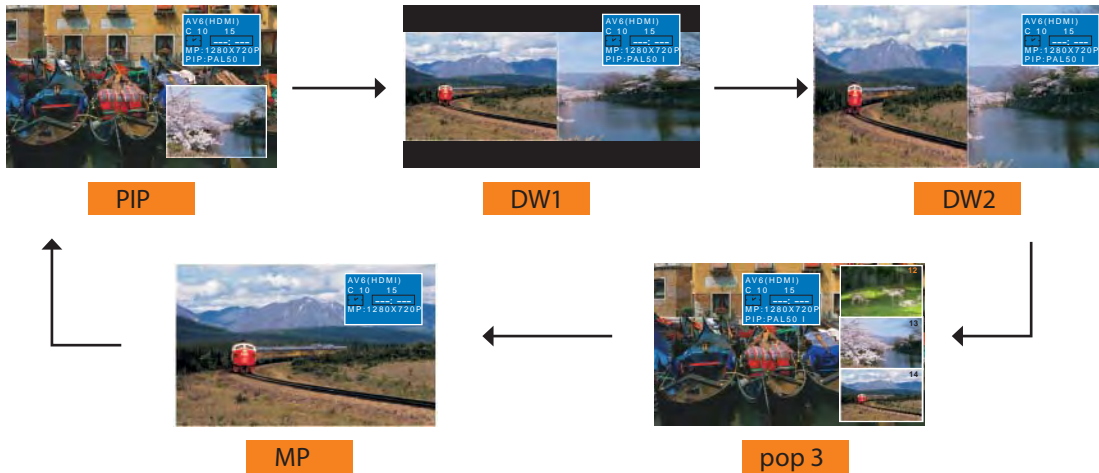 AV6(HDMI)
C 10 15
---: ---
MP:1280X720P
PIP:PAL50 I
AV6(HDMI)
C 10 15
---: ---
MP:1280X720P
PIP:PAL50 I
AV6(HDMI)
C 10 15
---: ---
MP:1280X720P
PIP:PAL50 I
PIP
DW1
DW2
AV6(HDMI)
C 10 15
---: ---
MP:1280X720P
AV6(HDMI)
C 10 15
---: ---
MP:1280X720P
PIP:PAL50 I
12
13
14
MP
pop 3